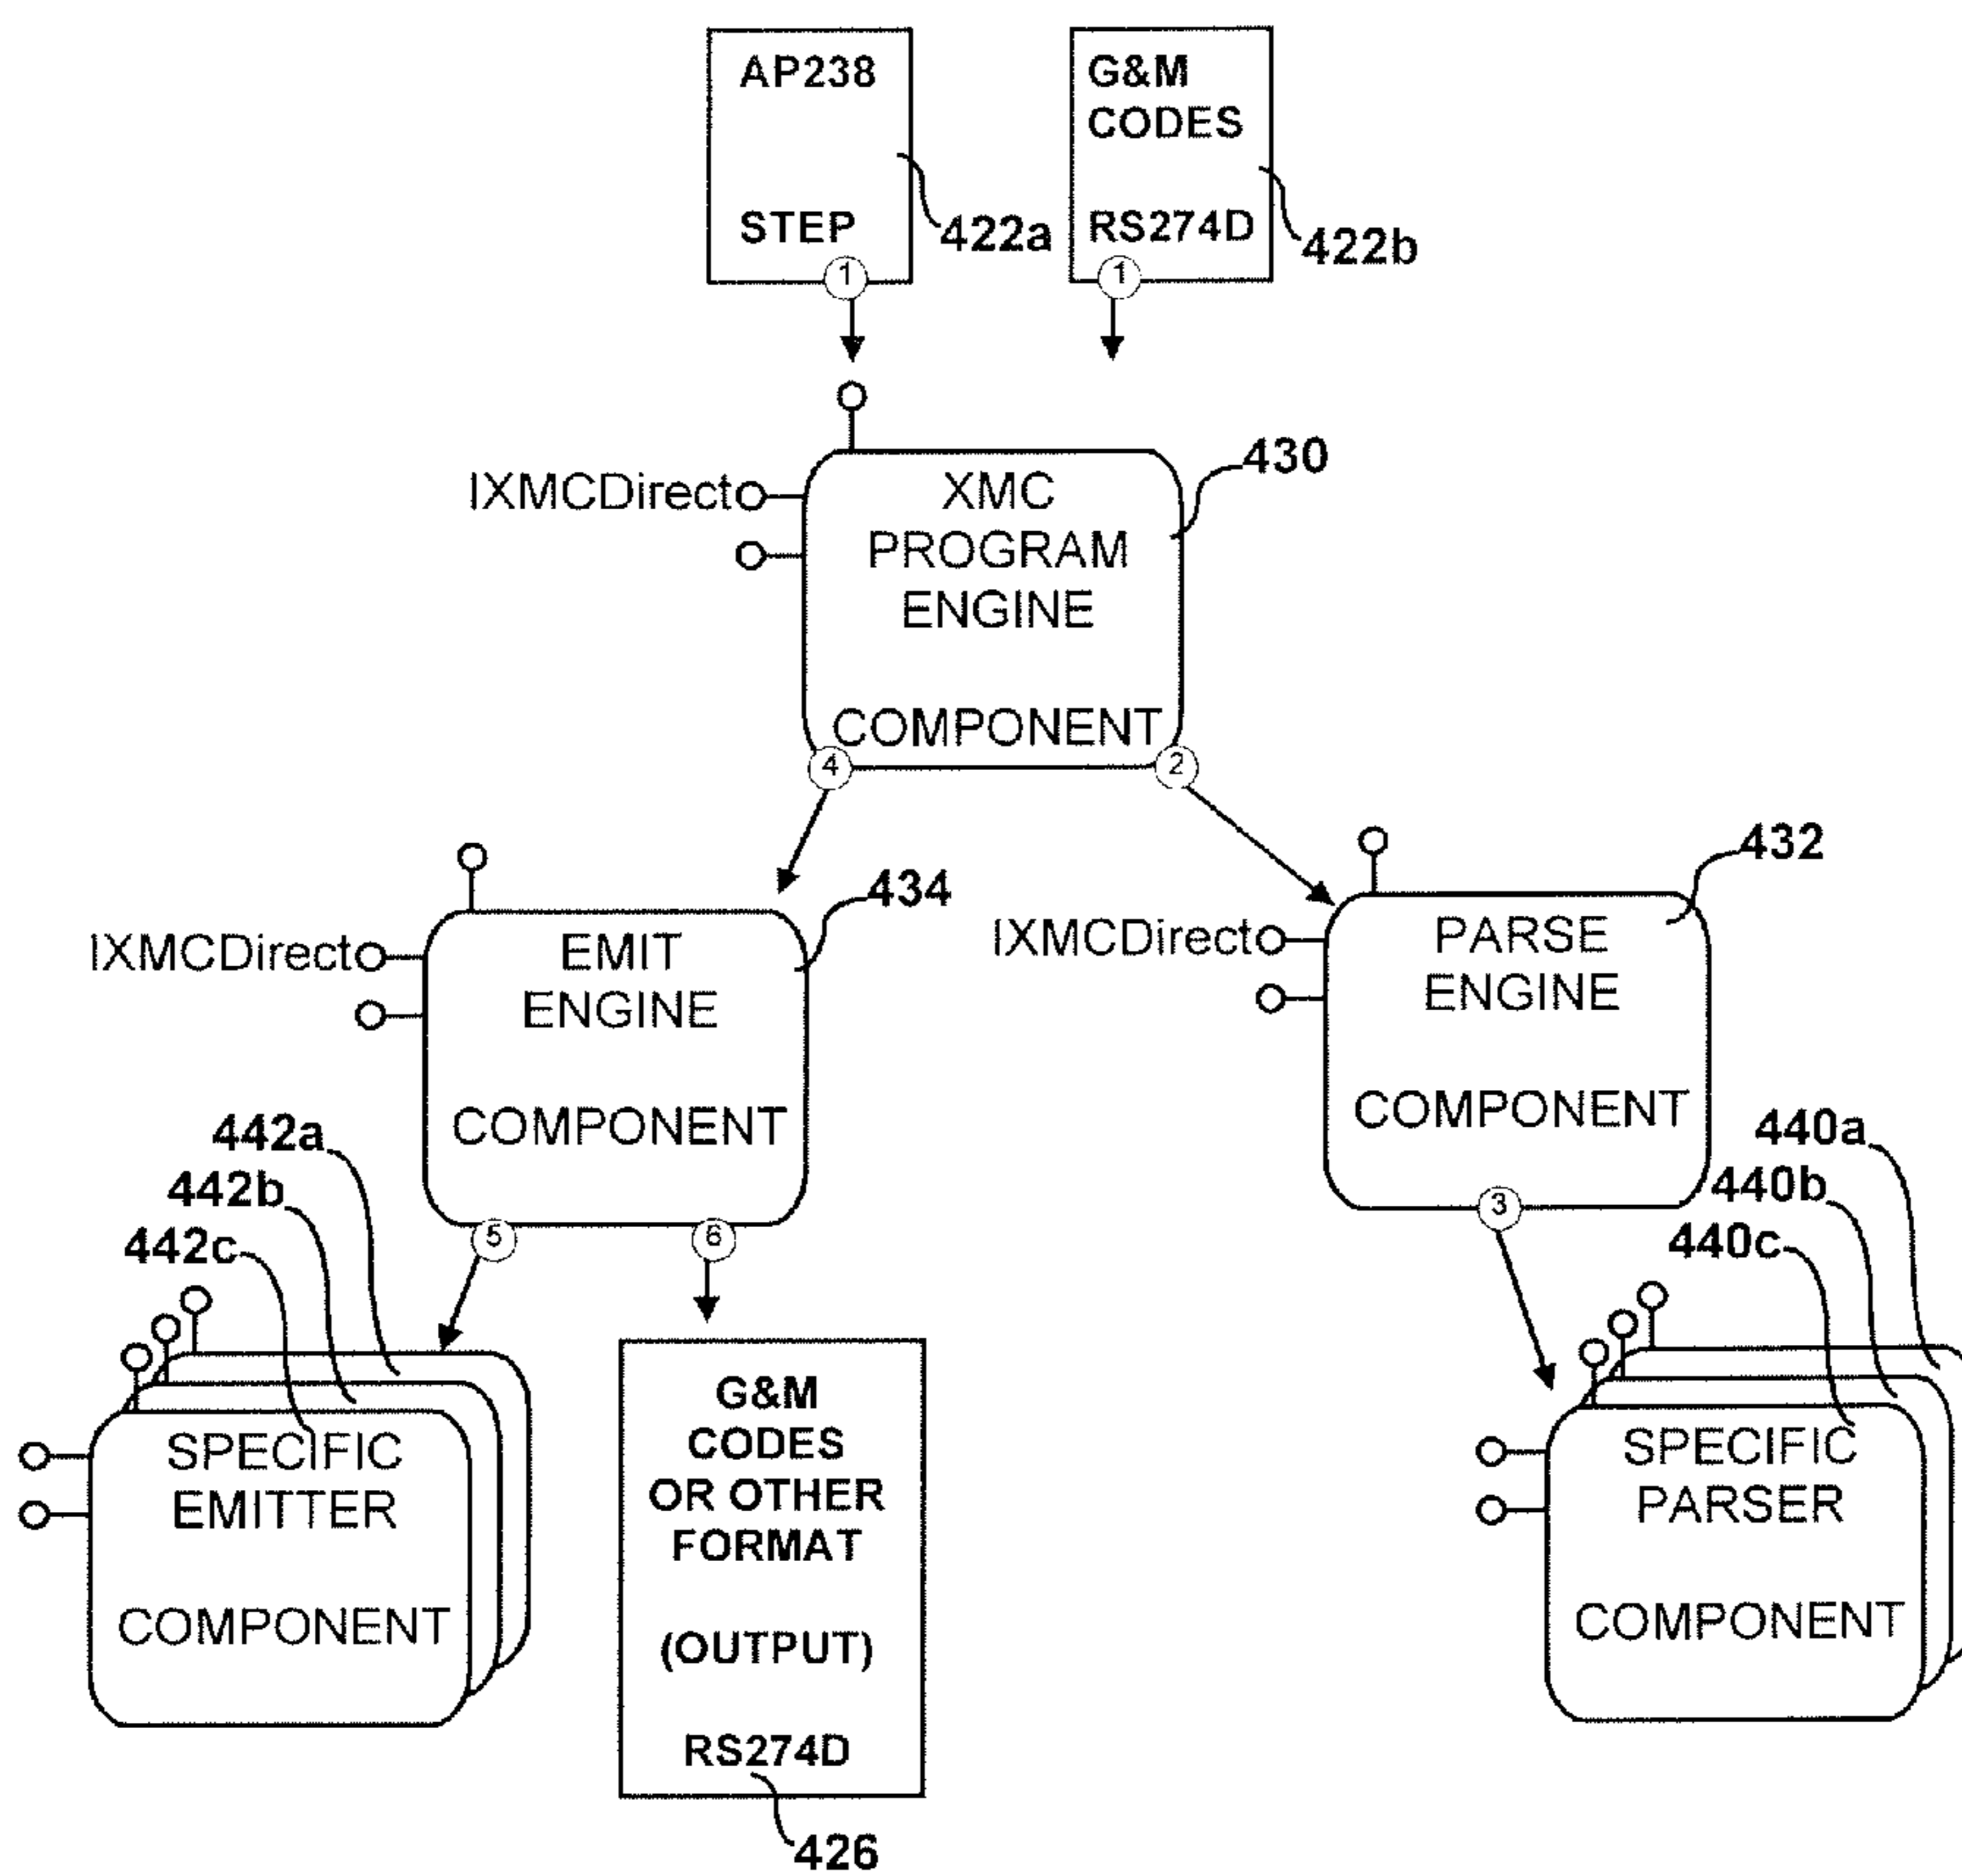 AP238
STEP
1
422a
G&M
CODES
RS274D
1
422b
430
IXMCDirect
XMC
PROGRAM
ENGINE
COMPONENT
4
2
434
IXMCDirect
EMIT
ENGINE
COMPONENT
5
6
432
IXMCDirect
PARSE
ENGINE
COMPONENT
3
442a
442b
442c
SPECIFIC
EMITTER
COMPONENT
G&M
CODES
OR OTHER
FORMAT
(OUTPUT)
RS274D
426
440a
440b
440c
SPECIFIC
PARSER
COMPONENT